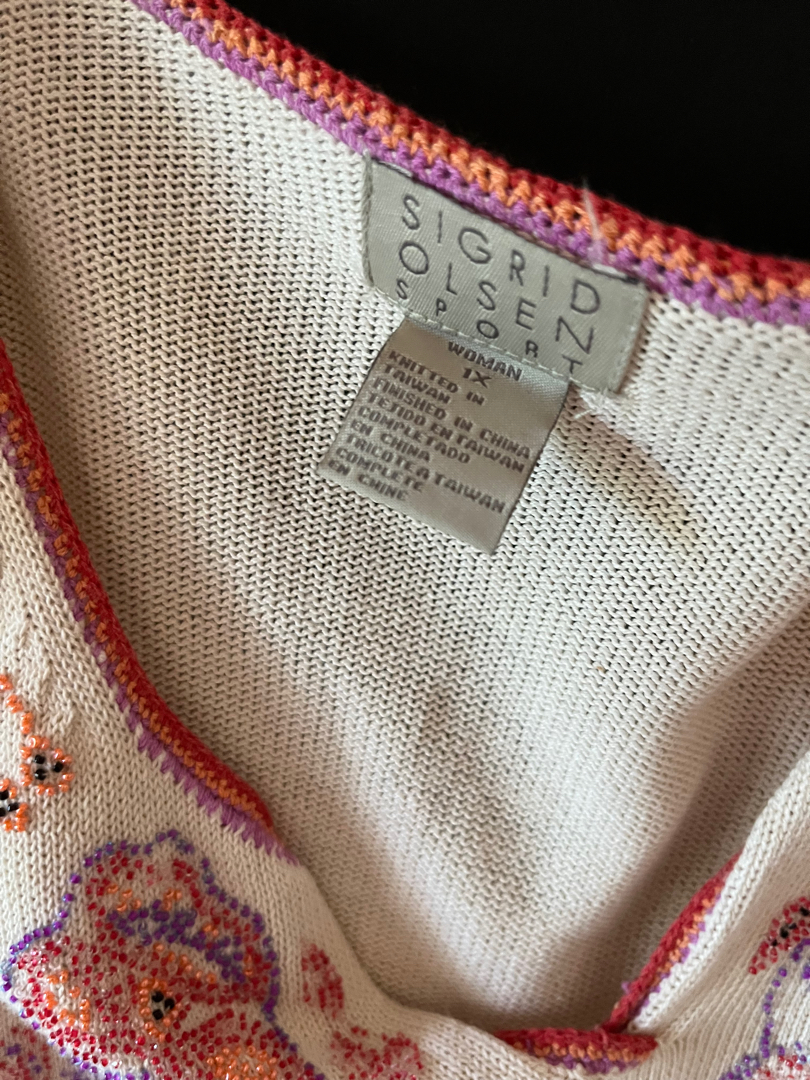 SIGRID
OLSEN
SPORT
WOMAN
1X
KNITTED IN
TAIWAN
FINISHED IN CHINA
TEJIDO EN TAIWAN
COMPLETADO
EN CHINA
TRICOTE A TAIWAN
COMPLETE
EN CHINE